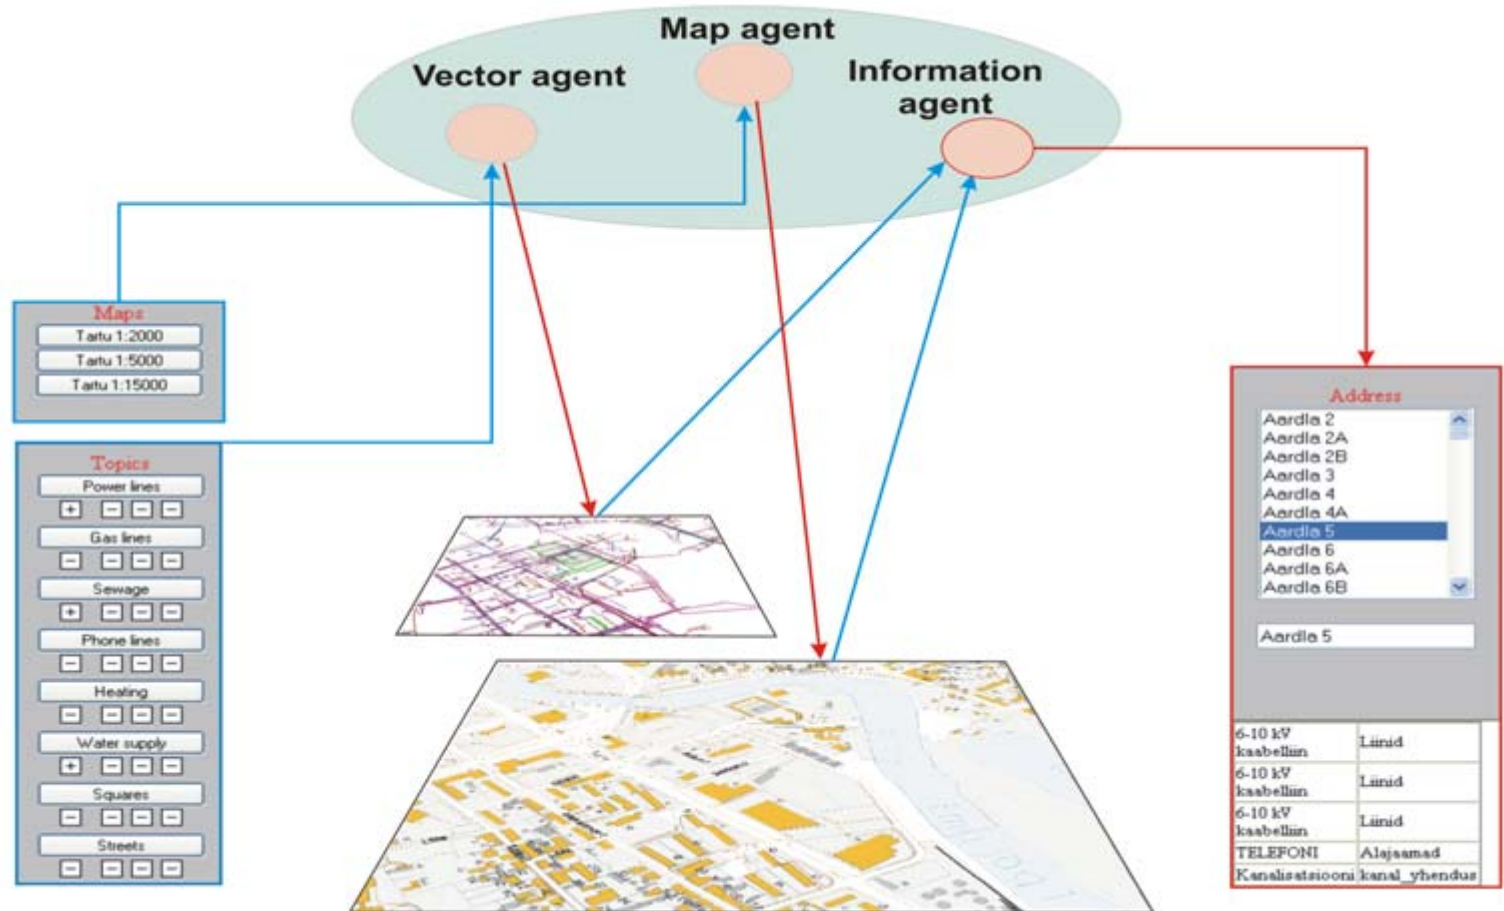 Map agent
Vector agent
Information
agent
Maps
Tartu 1:2000
Tartu 1:5000
Tartu 1:15000
Topics
Power lines
+ - - -
Gas lines
- - - -
Sewage
+ - - -
Phone lines
- - - -
Heating
- - - -
Water supply
+ - - -
Squares
- - - -
Streets
- - - -
Address
Aardla 2
Aardla 2A
Aardla 2B
Aardla 3
Aardla 4
Aardla 4A
Aardla 5
Aardla 6
Aardla 6A
Aardla 6B
Aardla 5
6-10 kV
kaabelliin Liinid
6-10 kV
kaabelliin Liinid
6-10 kV
kaabelliin Liinid
TELEFONI Alajaamad
Kanalisatsiooni kanal_yhendus